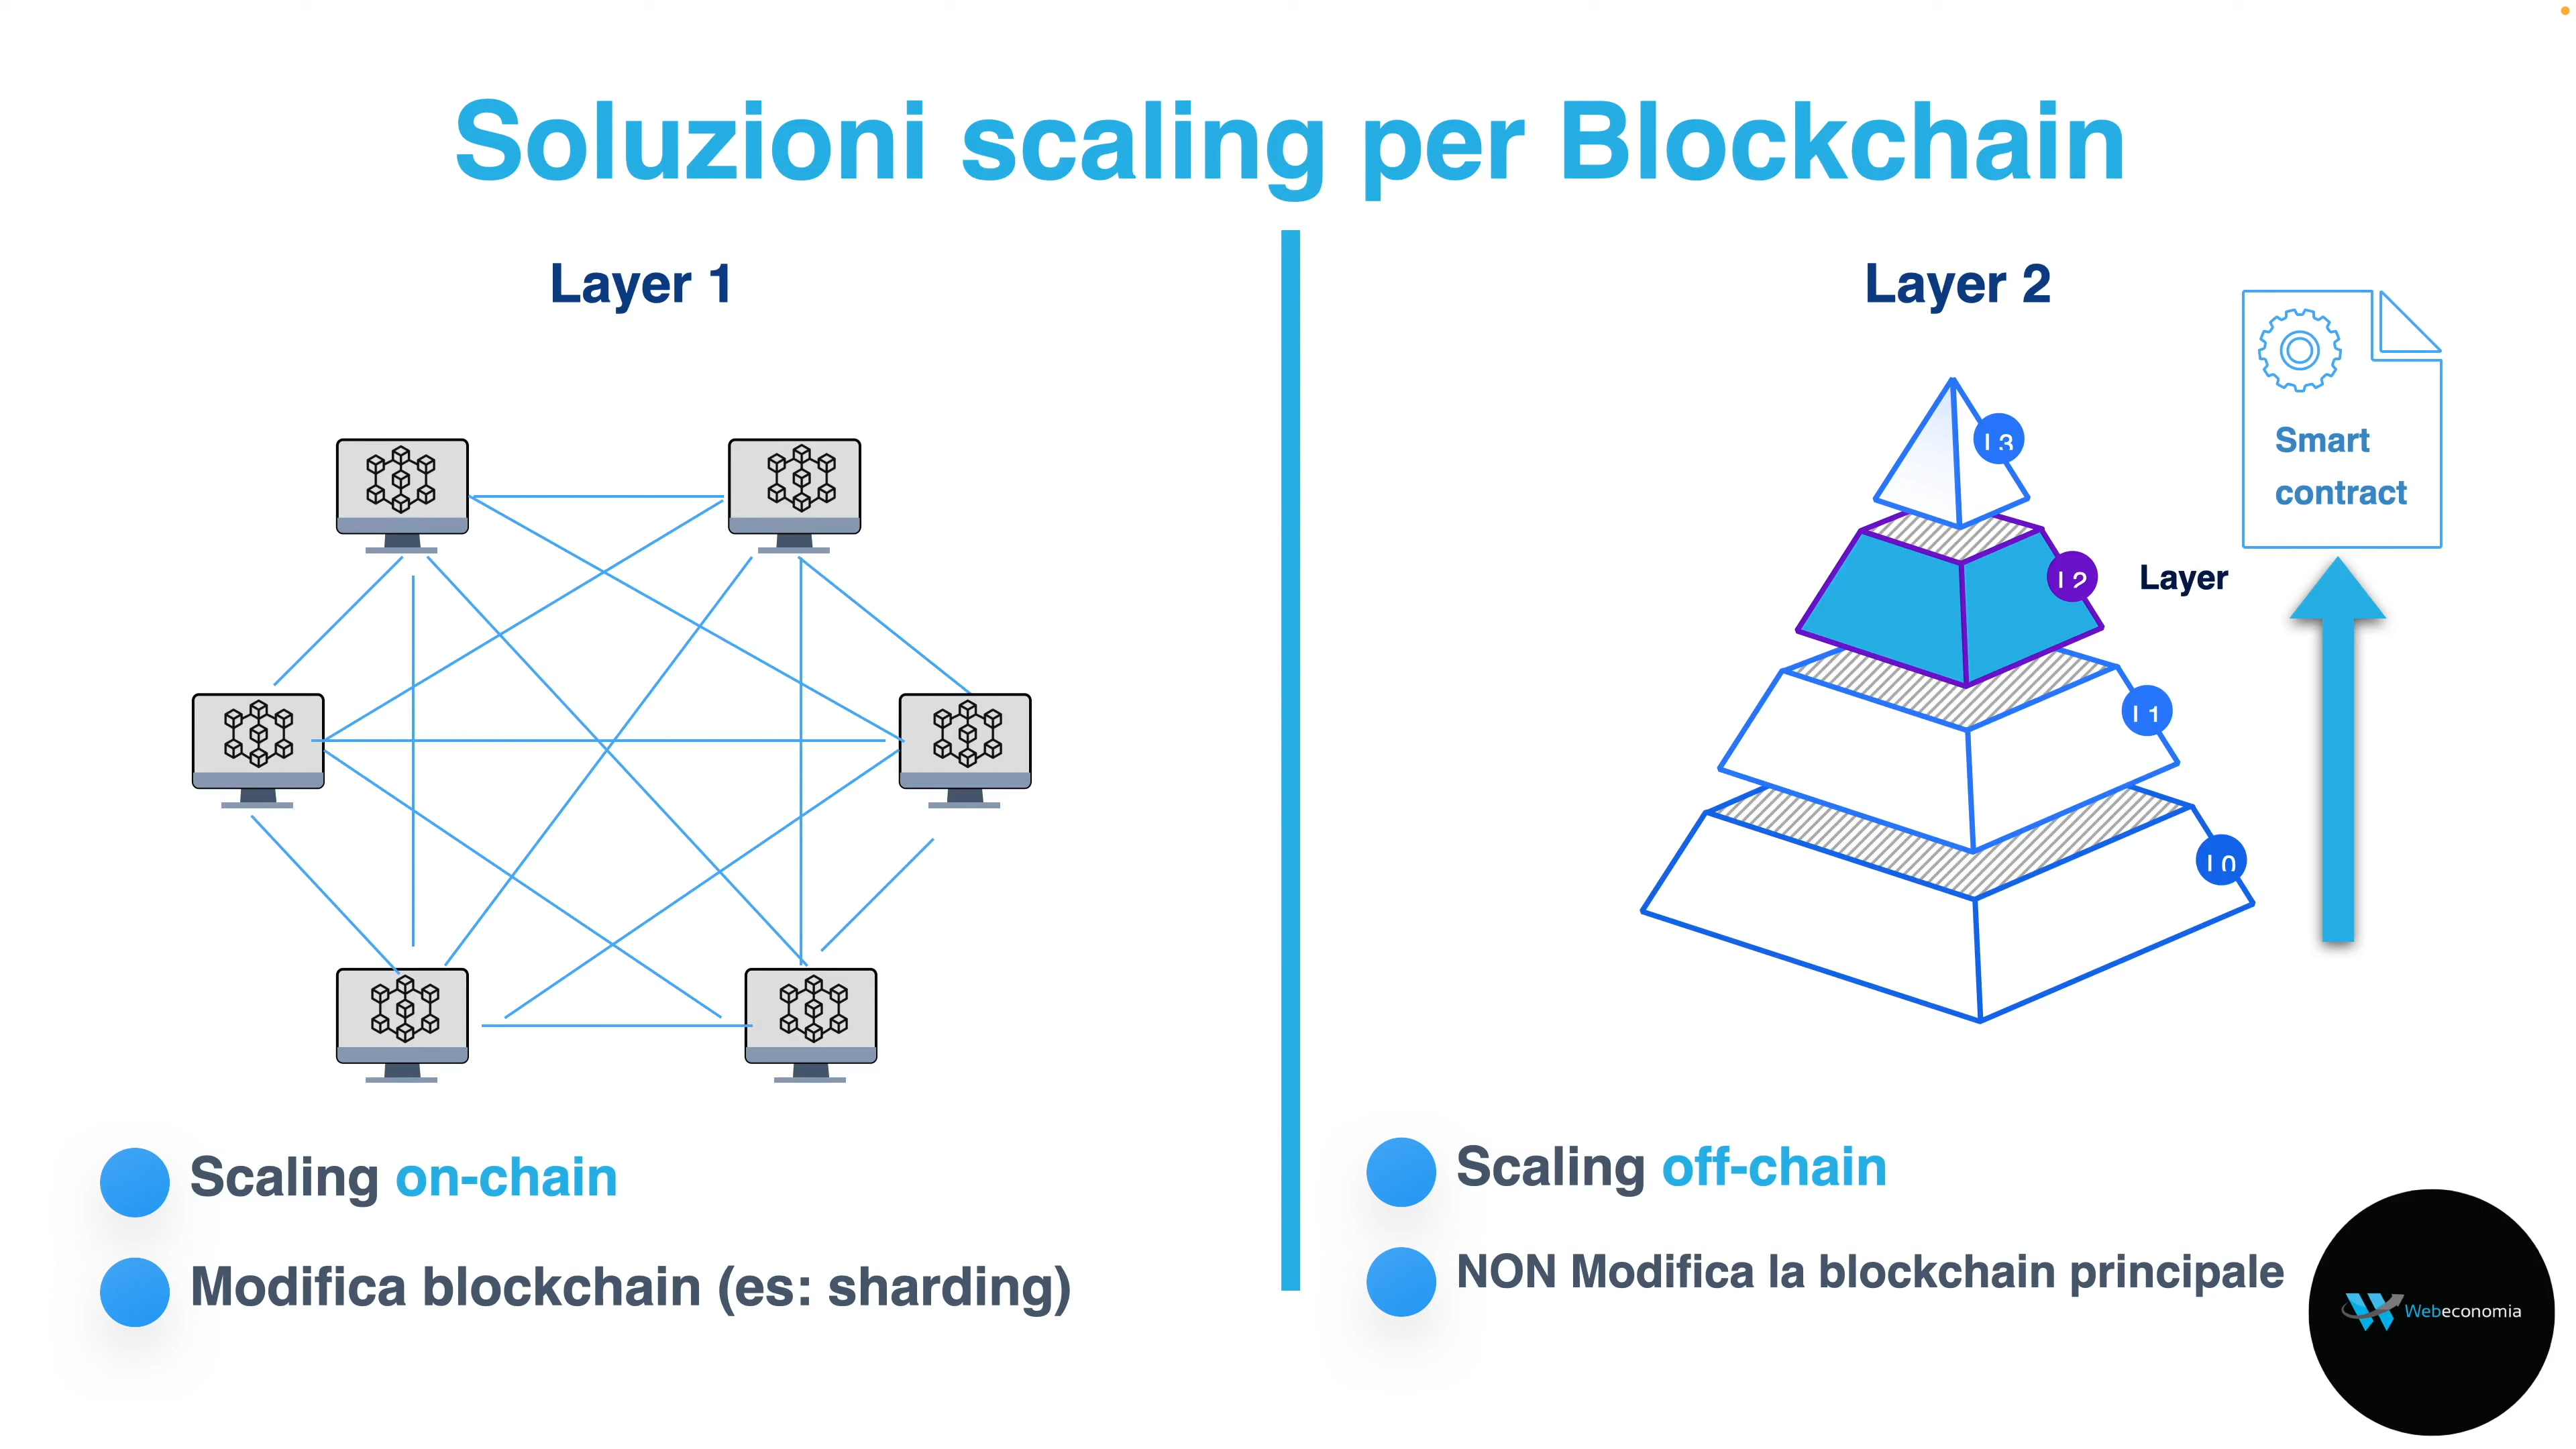 Soluzioni scaling per Blockchain
Layer 1
Layer 2
Smart
contract
L3
L2
Layer
L1
L0
Scaling on-chain
Modifica blockchain (es: sharding)
Scaling off-chain
NON Modifica la blockchain principale
Webeconomia